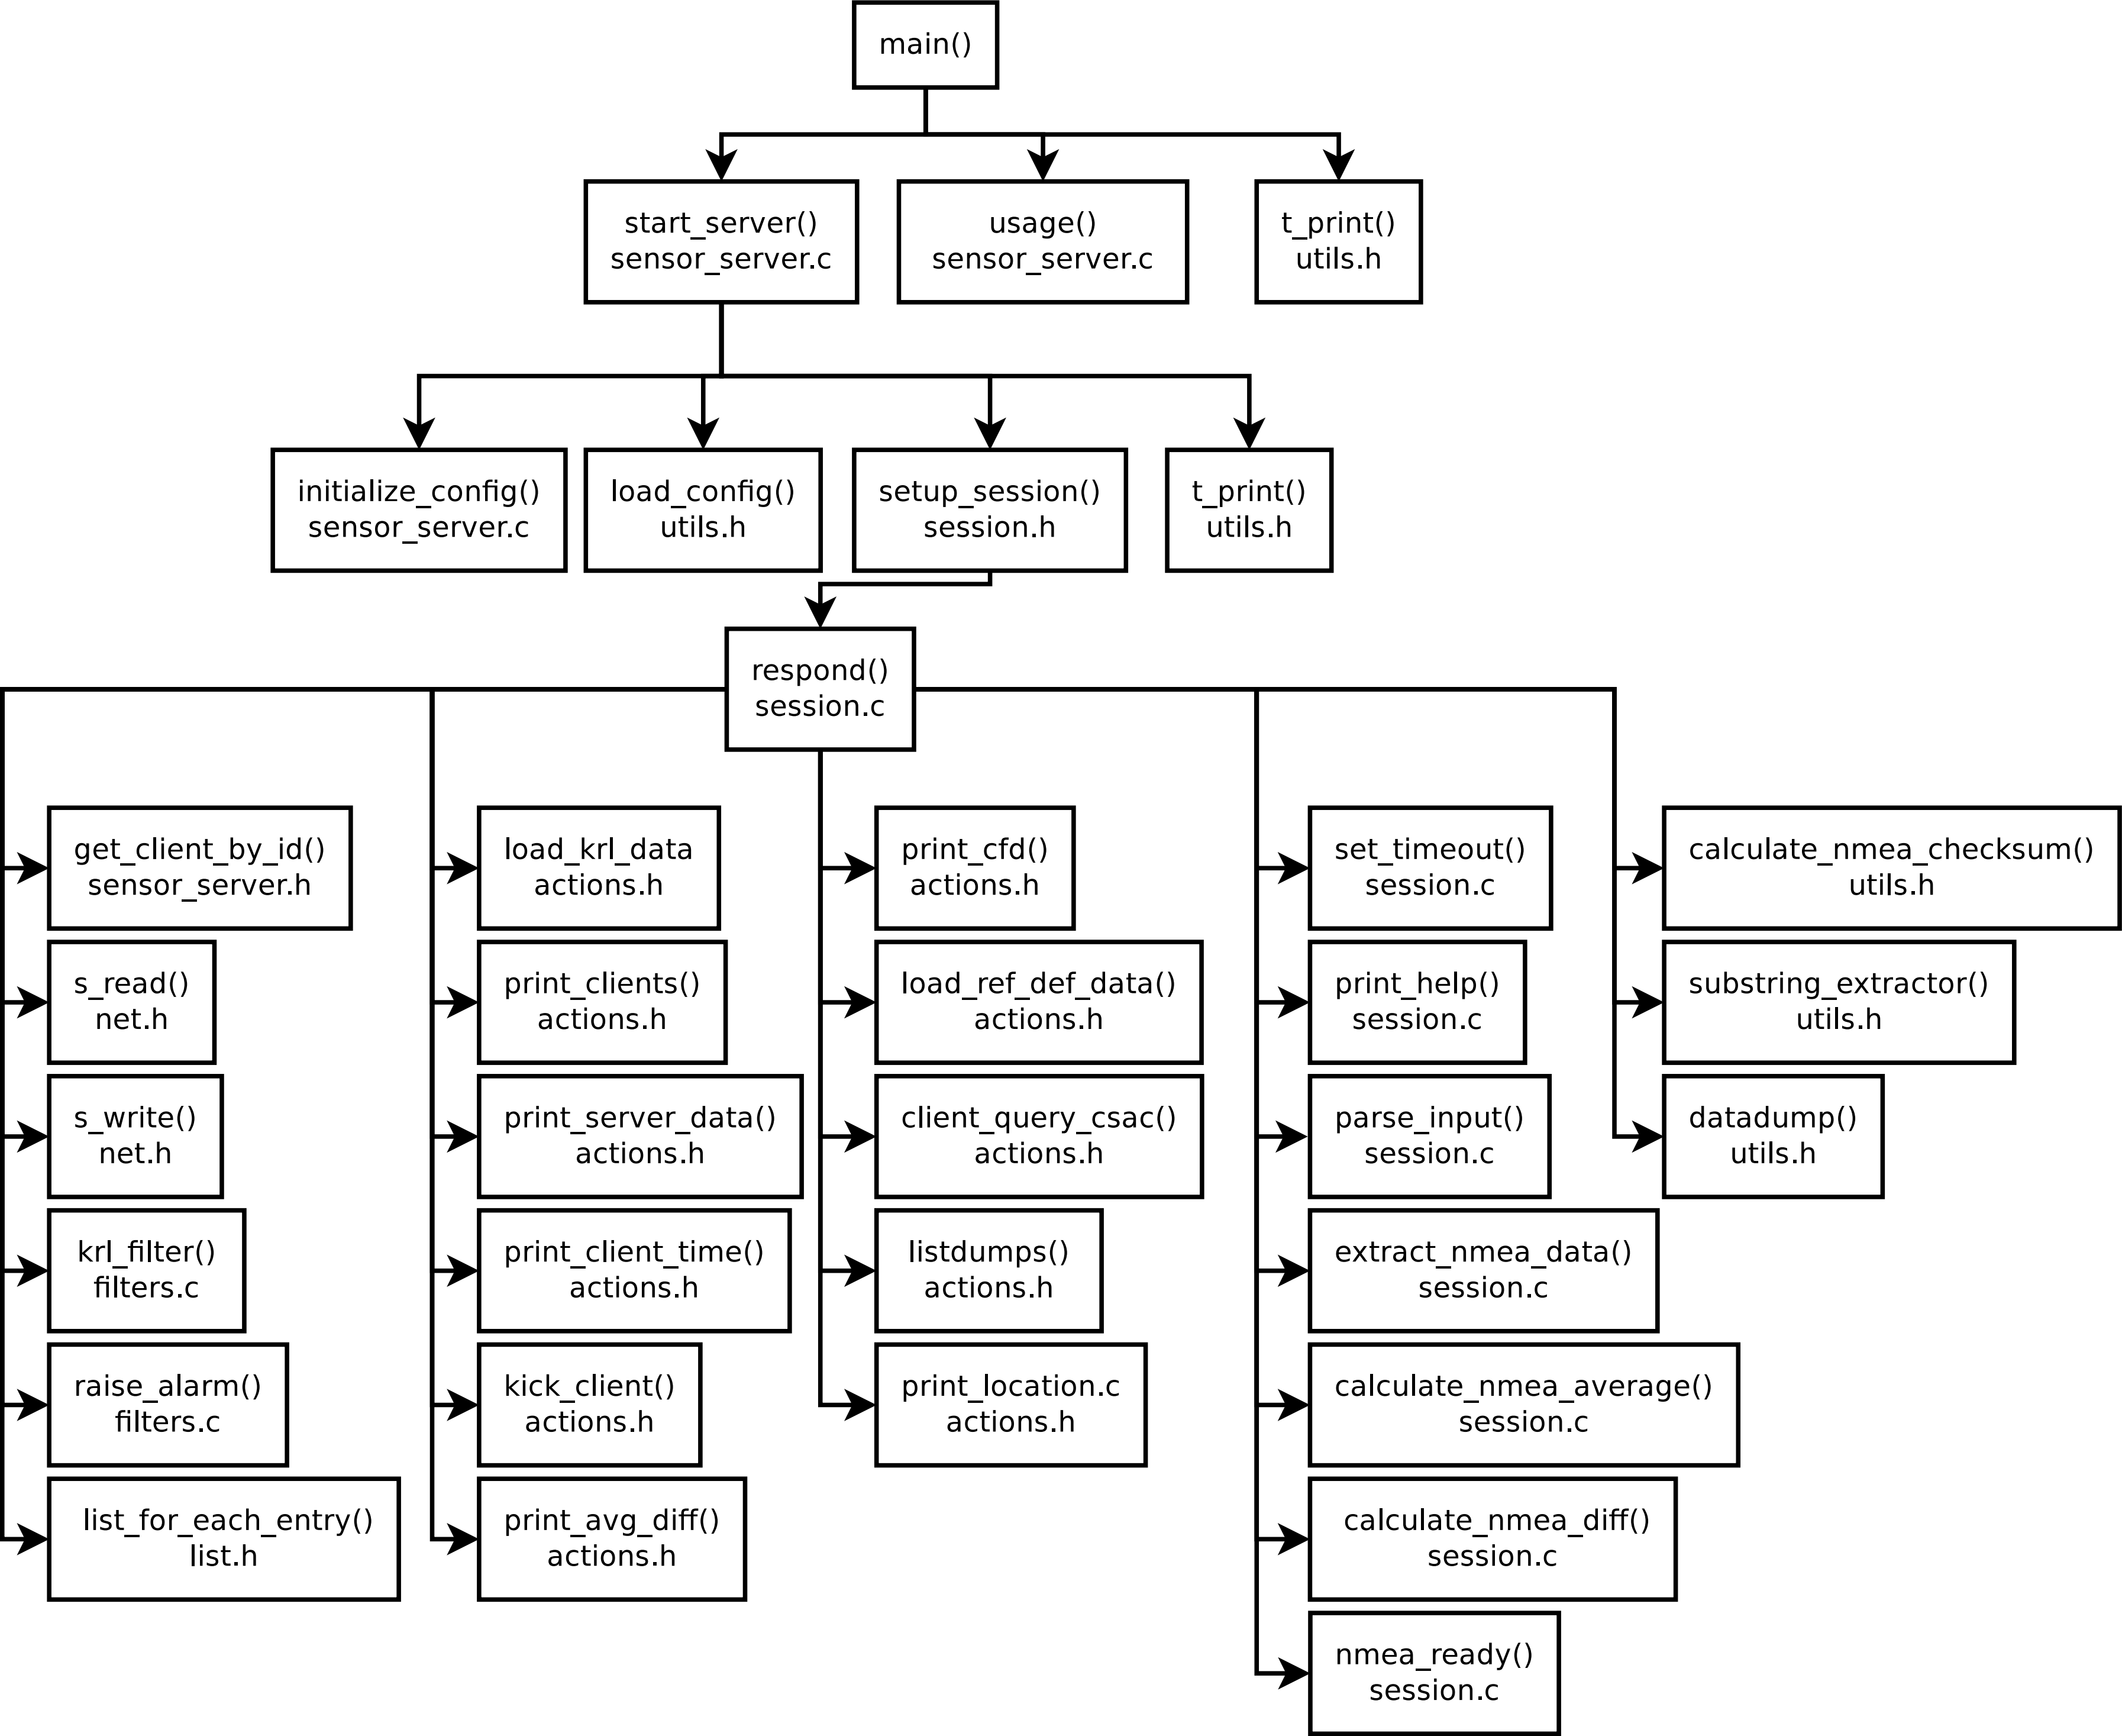 main()
start_server()
sensor_server.c
usage()
sensor_server.c
t_print()
utils.h
initialize_config()
sensor_server.c
load_config()
utils.h
setup_session()
session.h
t_print()
utils.h
respond()
session.c
get_client_by_id()
sensor_server.h
s_read()
net.h
s_write()
net.h
krl_filter()
filters.c
raise_alarm()
filters.c
list_for_each_entry()
list.h
load_krl_data
actions.h
print_clients()
actions.h
print_server_data()
actions.h
print_client_time()
actions.h
kick_client()
actions.h
print_avg_diff()
actions.h
print_cfd()
actions.h
load_ref_def_data()
actions.h
client_query_csac()
actions.h
listdumps()
actions.h
print_location.c
actions.h
set_timeout()
session.c
print_help()
session.c
parse_input()
session.c
extract_nmea_data()
session.c
calculate_nmea_average()
session.c
calculate_nmea_diff()
session.c
nmea_ready()
session.c
calculate_nmea_checksum()
utils.h
substring_extractor()
utils.h
datadump()
utils.h